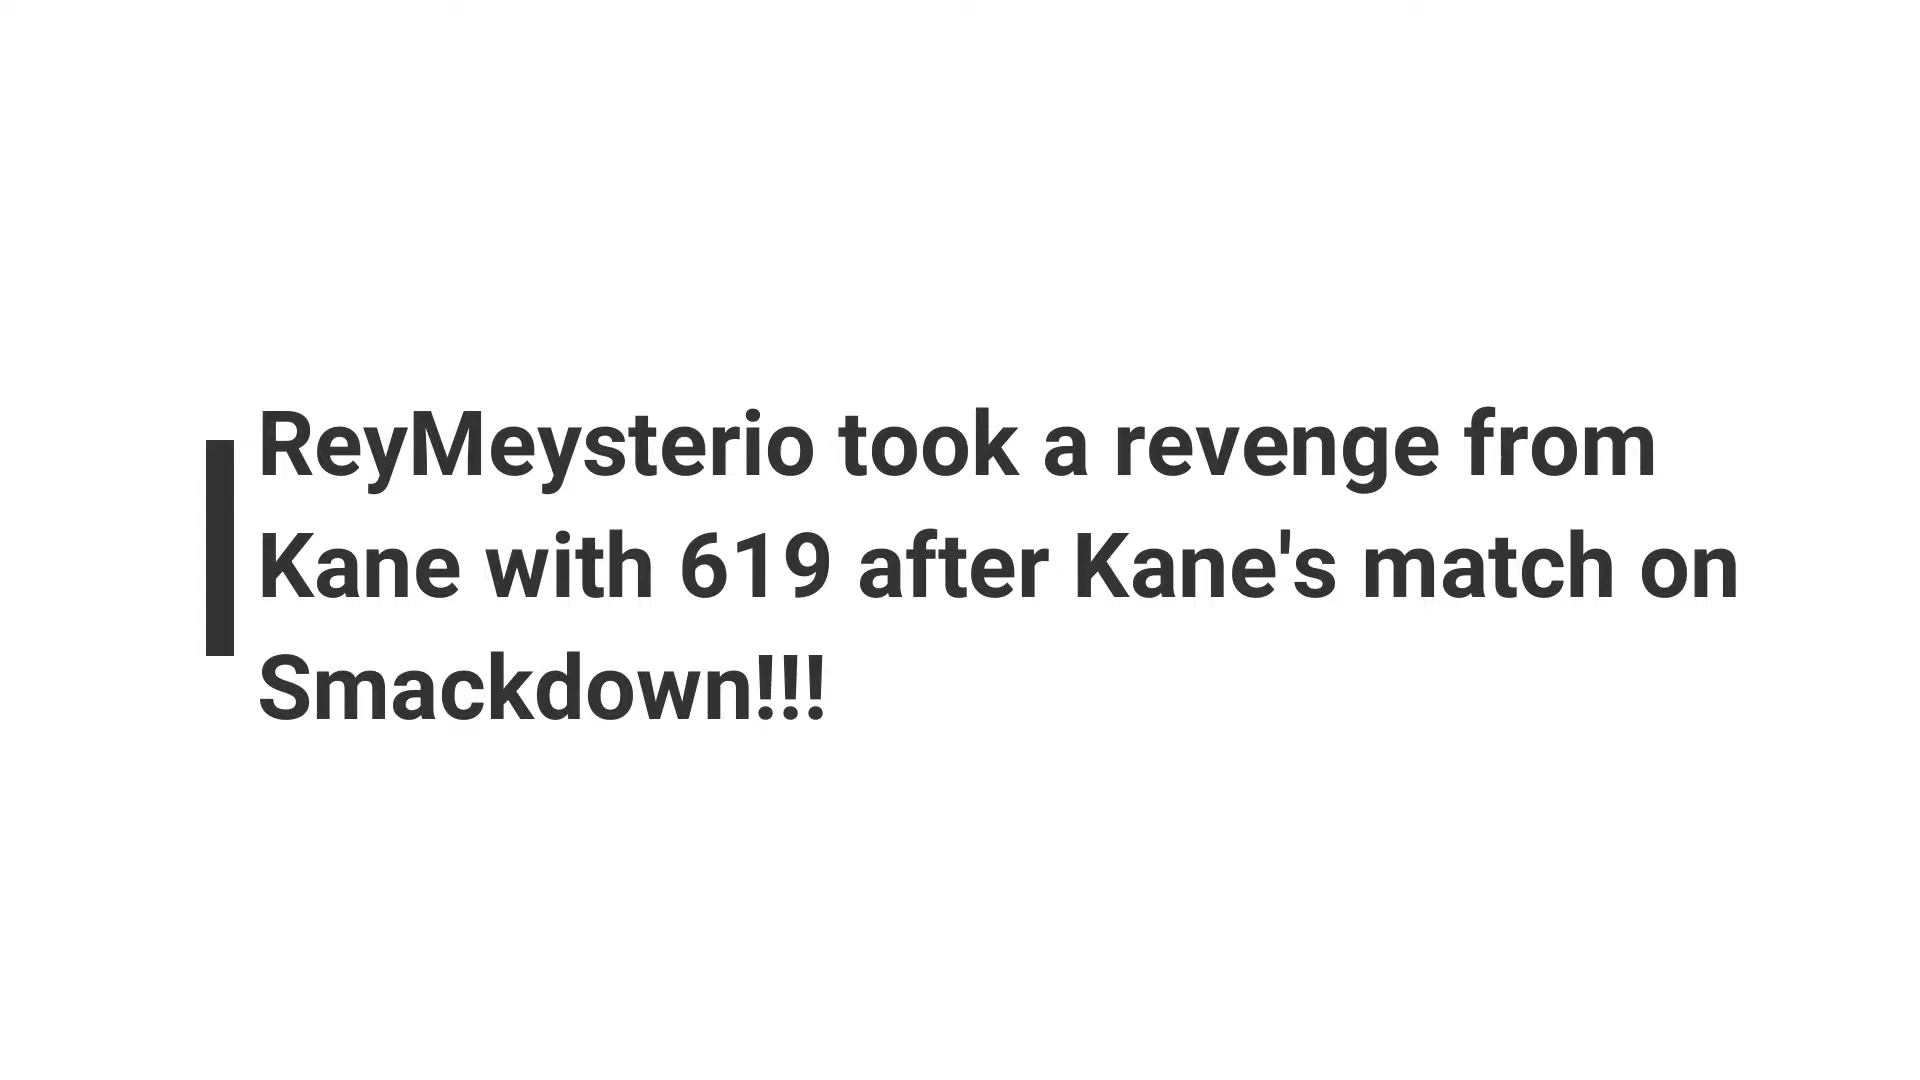 ReyMeysterio took a revenge from
Kane with 619 after Kane's match on
Smackdown!!!